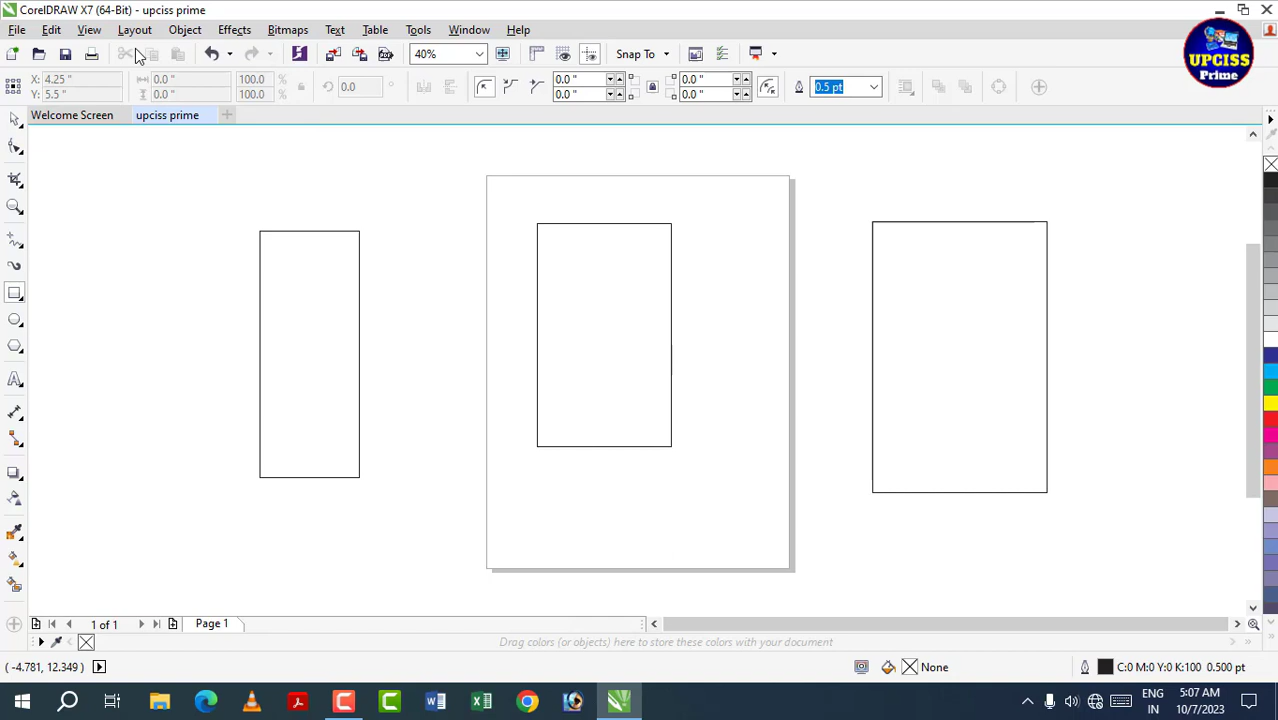 CorelDRAW X7 (64-Bit) - upciss prime
File Edit View Layout Object Effects Bitmaps Text Table Tools Window Help
40% Snap To
UPCISS
Prime
X: 4.25 " 0.0 " 100.0 % 0.0 0.0 " 0.0 " 0.5 pt
Y: 5.5 " 0.0 " 100.0 % 0.0 " 0.0 "
Welcome Screen upciss prime
1 of 1 Page 1
Drag colors (or objects) here to store these colors with your document
( -4.781, 12.349 ) None C:0 M:0 Y:0 K:100 0.500 pt
ENG 5:07 AM
IN 10/7/2023